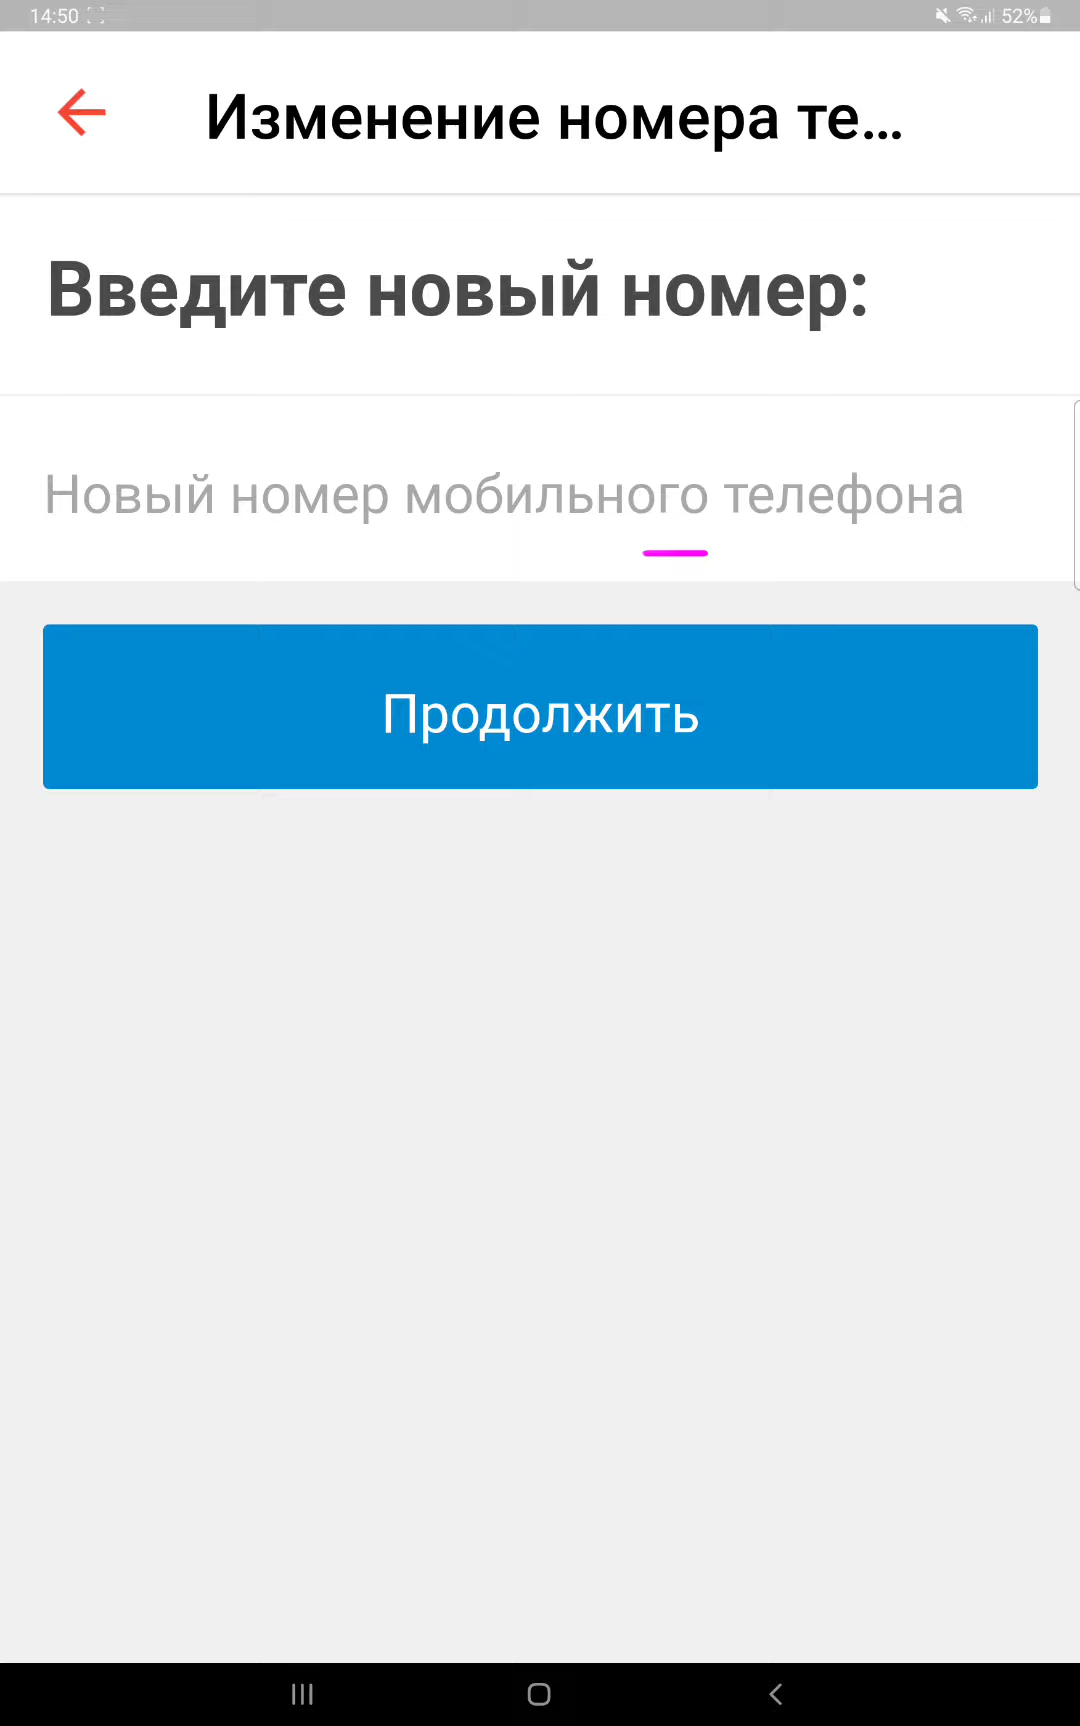 14:50 52%
Изменение номера те...
Введите новый номер:
Новый номер мобильного телефона
Продолжить